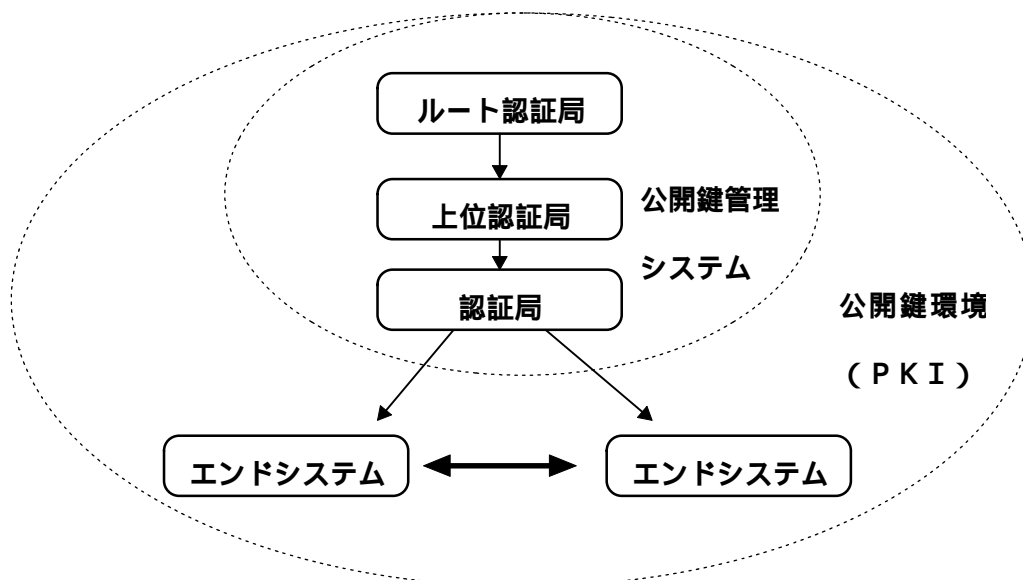 ルート認証局
上位認証局
公開鍵管理
システム
認証局
公開鍵環境
（ＰＫＩ）
エンドシステム
エンドシステム